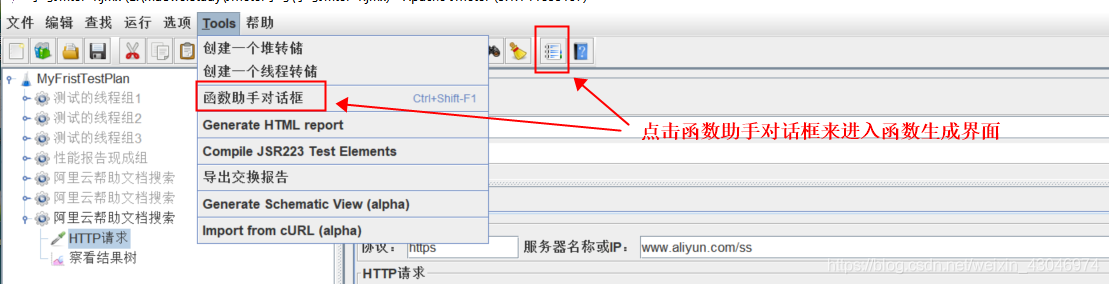 文件 编辑 查找 运行 选项 Tools 帮助
创建一个堆转储
创建一个线程转储
函数助手对话框 Ctrl+Shift-F1
Generate HTML report
Compile JSR223 Test Elements
导出交换报告
Generate Schematic View (alpha)
Import from cURL (alpha)
MyFristTestPlan
测试的线程组1
测试的线程组2
测试的线程组3
性能报告现成组
阿里云帮助文档搜索
阿里云帮助文档搜索
阿里云帮助文档搜索
HTTP请求
察看结果树
点击函数助手对话框来进入函数生成界面
协议： https 服务器名称或IP： www.aliyun.com/ss
HTTP请求
https://blog.csdn.net/weixin_43046974